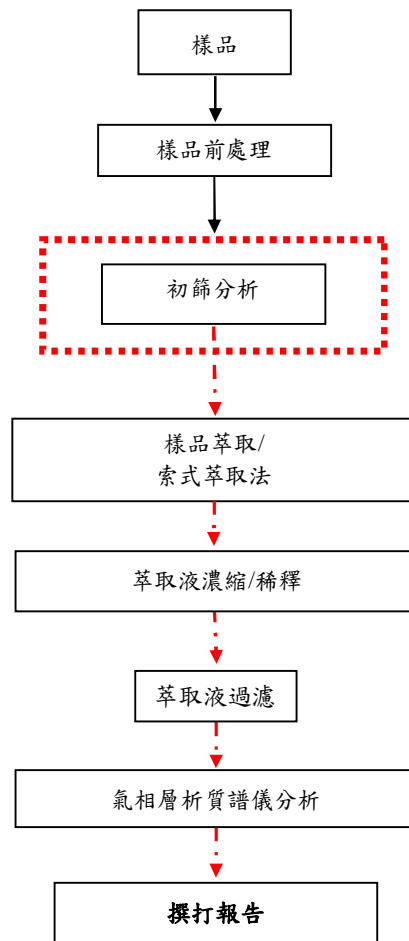 樣品
樣品前處理
初篩分析
樣品萃取/
索式萃取法
萃取液濃縮/稀釋
萃取液過濾
氣相層析質譜儀分析
撰打報告